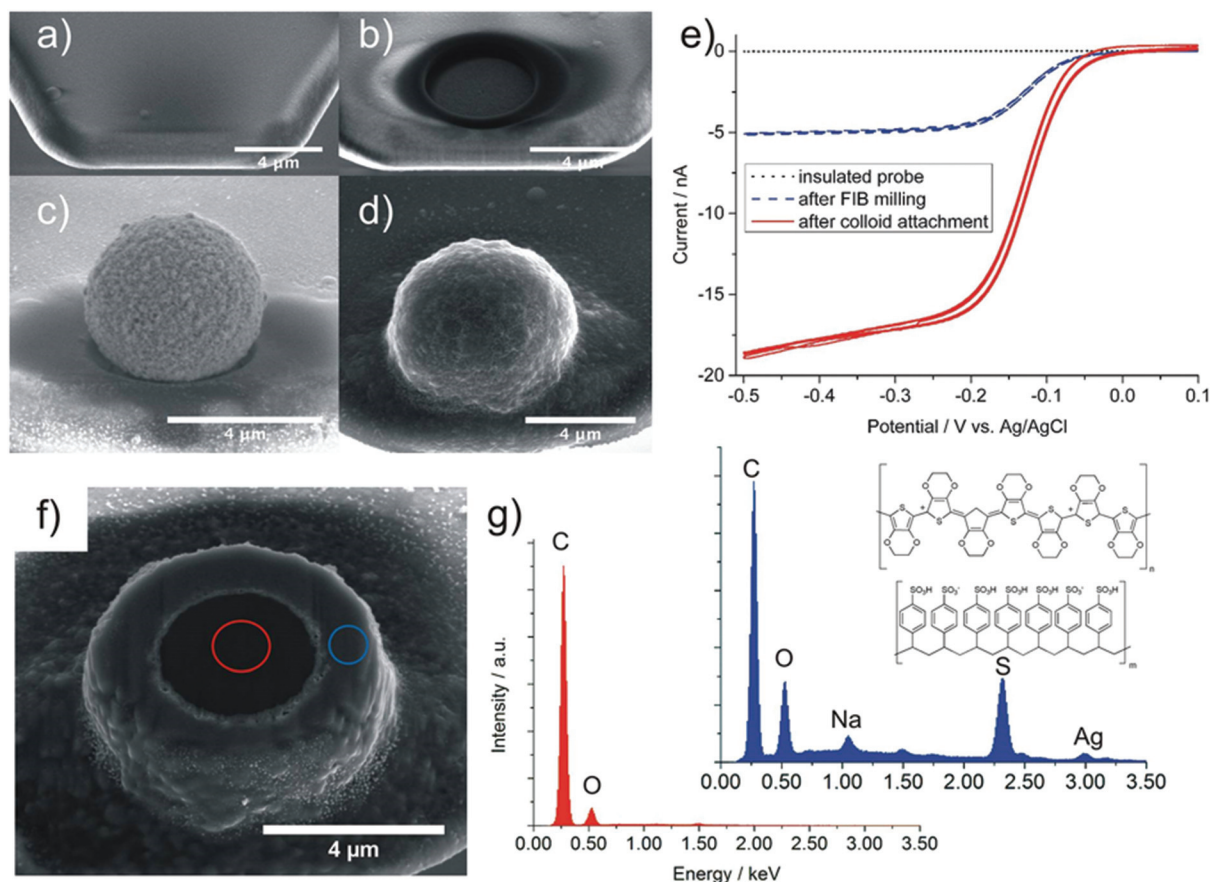 a)
4 µm
b)
4 µm
c)
4 µm
d)
4 µm
e)
0
-5
-10
-15
-20
Current / nA
insulated probe
after FIB milling
after colloid attachment
-0.5 -0.4 -0.3 -0.2 -0.1 0.0 0.1
Potential / V vs. Ag/AgCl
f)
4 µm
g)
C
O
Intensity / a.u.
0.00 0.50 1.00 1.50 2.00 2.50 3.00 3.50
Energy / keV
C
O
Na
S
Ag
0.00 0.50 1.00 1.50 2.00 2.50 3.00 3.50
n
SO₃H SO₃⁻ SO₃H SO₃H SO₃H SO₃⁻ SO₃H
m